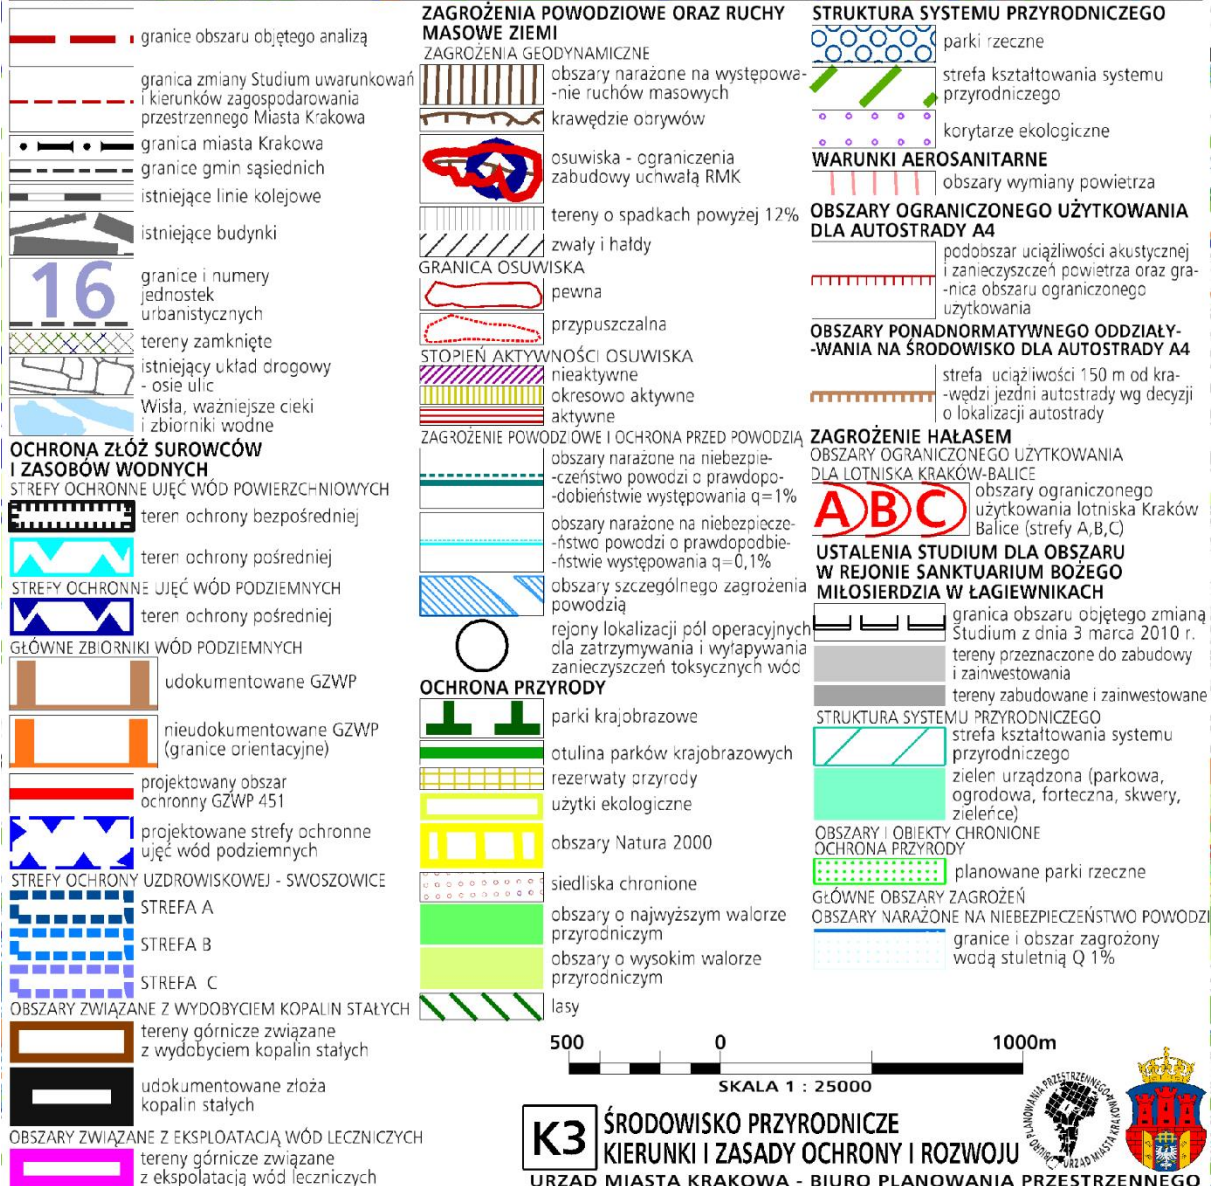 granice obszaru objętego analizą
granica zmiany Studium uwarunkowań
i kierunków zagospodarowania
przestrzennego Miasta Krakowa
granica miasta Krakowa
granice gmin sąsiednich
istniejące linie kolejowe
istniejące budynki
16
granice i numery
jednostek
urbanistycznych
tereny zamknięte
istniejący układ drogowy
- osie ulic
Wisła, ważniejsze cieki
i zbiorniki wodne
OCHRONA ZŁÓŻ SUROWCÓW
I ZASOBÓW WODNYCH
STREFY OCHRONNE UJĘĆ WÓD POWIERZCHNIOWYCH
teren ochrony bezpośredniej
teren ochrony pośredniej
STREFY OCHRONNE UJĘĆ WÓD PODZIEMNYCH
teren ochrony pośredniej
GŁÓWNE ZBIORNIKI WÓD PODZIEMNYCH
udokumentowane GZWP
nieudokumentowane GZWP
(granice orientacyjne)
projektowany obszar
ochronny GZWP 451
projektowane strefy ochronne
ujęć wód podziemnych
STREFY OCHRONY UZDROWISKOWEJ - SWOSZOWICE
STREFA A
STREFA B
STREFA C
OBSZARY ZWIĄZANE Z WYDOBYCIEM KOPALIN STAŁYCH
tereny górnicze związane
z wydobyciem kopalin stałych
udokumentowane złoża
kopalin stałych
OBSZARY ZWIĄZANE Z EKSPLOATACJĄ WÓD LECZNICZYCH
tereny górnicze związane
z ekspolatacją wód leczniczych
ZAGROŻENIA POWODZIOWE ORAZ RUCHY
MASOWE ZIEMI
ZAGROŻENIA GEODYNAMICZNE
obszary narażone na występowa-
-nie ruchów masowych
krawędzie obrywów
osuwiska - ograniczenia
zabudowy uchwałą RMK
tereny o spadkach powyżej 12%
zwały i hałdy
GRANICA OSUWISKA
pewna
przypuszczalna
STOPIEŃ AKTYWNOŚCI OSUWISKA
nieaktywne
okresowo aktywne
aktywne
ZAGROŻENIE POWODZIOWE I OCHRONA PRZED POWODZIĄ
obszary narażone na niebezpie-
-czeństwo powodzi o prawdopo-
-dobieństwie występowania q=1%
obszary narażone na niebezpiecze-
-ństwo powodzi o prawdopodbie-
-ństwie występowania q=0,1%
obszary szczególnego zagrożenia
powodzią
rejony lokalizacji pól operacyjnych
dla zatrzymywania i wyłapywania
zanieczyszczeń toksycznych wód
OCHRONA PRZYRODY
parki krajobrazowe
otulina parków krajobrazowych
rezerwaty przyrody
użytki ekologiczne
obszary Natura 2000
siedliska chronione
obszary o najwyższym walorze
przyrodniczym
obszary o wysokim walorze
przyrodniczym
lasy
STRUKTURA SYSTEMU PRZYRODNICZEGO
parki rzeczne
strefa kształtowania systemu
przyrodniczego
korytarze ekologiczne
WARUNKI AEROSANITARNE
obszary wymiany powietrza
OBSZARY OGRANICZONEGO UŻYTKOWANIA
DLA AUTOSTRADY A4
podobszar uciążliwości akustycznej
i zanieczyszczeń powietrza oraz gra-
-nica obszaru ograniczonego
użytkowania
OBSZARY PONADNORMATYWNEGO ODDZIAŁY-
-WANIA NA ŚRODOWISKO DLA AUTOSTRADY A4
strefa uciążliwości 150 m od kra-
-wędzi jezdni autostrady wg decyzji
o lokalizacji autostrady
ZAGROŻENIE HAŁASEM
OBSZARY OGRANICZONEGO UŻYTKOWANIA
DLA LOTNISKA KRAKÓW-BALICE
A B C
obszary ograniczonego
użytkowania lotniska Kraków
Balice (strefy A,B,C)
USTALENIA STUDIUM DLA OBSZARU
W REJONIE SANKTUARIUM BOŻEGO
MIŁOSIERDZIA W ŁAGIEWNIKACH
granica obszaru objętego zmianą
Studium z dnia 3 marca 2010 r.
tereny przeznaczone do zabudowy
i zainwestowania
tereny zabudowane i zainwestowane
STRUKTURA SYSTEMU PRZYRODNICZEGO
strefa kształtowania systemu
przyrodniczego
zielen urządzona (parkowa,
ogrodowa, forteczna, skwery,
zieleńce)
OBSZARY I OBIEKTY CHRONIONE
OCHRONA PRZYRODY
planowane parki rzeczne
GŁÓWNE OBSZARY ZAGROŻEŃ
OBSZARY NARAŻONE NA NIEBEZPIECZEŃSTWO POWODZI
granice i obszar zagrożony
wodą stuletnią Q 1%
500 0 1000m
SKALA 1 : 25000
K3
ŚRODOWISKO PRZYRODNICZE
KIERUNKI I ZASADY OCHRONY I ROZWOJU
BIURO PLANOWANIA PRZESTRZENNEGO
URZĄD MIASTA KRAKOWA
URZĄD MIASTA KRAKOWA - BIURO PLANOWANIA PRZESTRZENNEGO